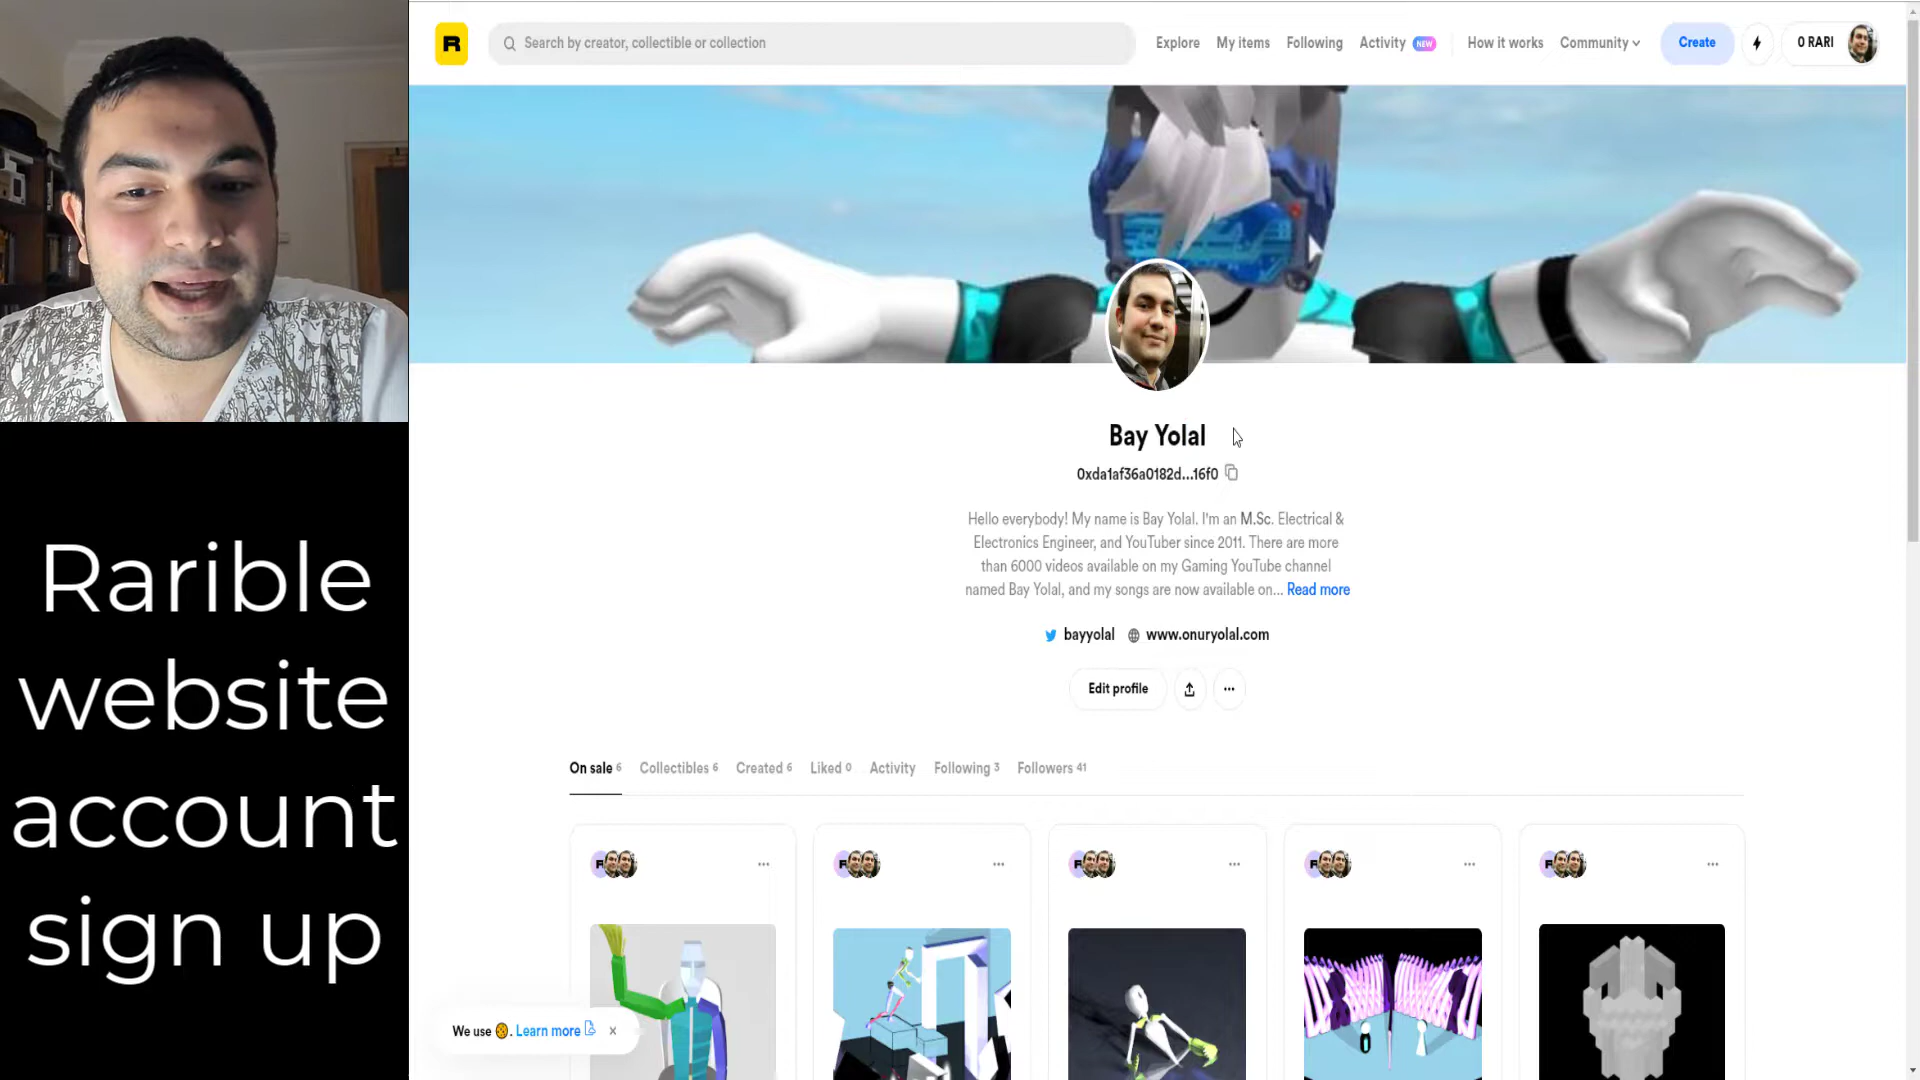 R
Search by creator, collectible or collection
Explore
My items
Following
Activity NEW
How it works
Community
Create
0 RARI
Bay Yolal
0xda1af36a0182d...16f0
Hello everybody! My name is Bay Yolal. I'm an M.Sc. Electrical &
Electronics Engineer, and YouTuber since 2011. There are more
than 6000 videos available on my Gaming YouTube channel
named Bay Yolal, and my songs are now available on... Read more
bayyolal
www.onuryolal.com
Edit profile
On sale 6
Collectibles 6
Created 6
Liked 0
Activity
Following 3
Followers 41
We use 🍪. Learn more
Rarible
website
account
sign up